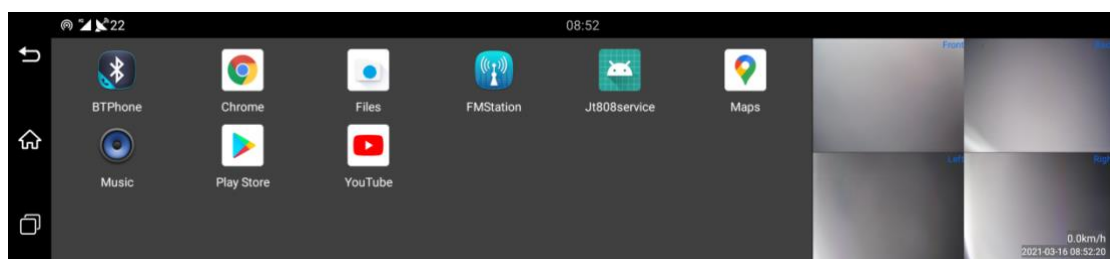 22
08:52
BTPhone
Chrome
Files
FMStation
Jt808service
Maps
Music
Play Store
YouTube
Front
Left
0.0km/h
2021-03-16 08:52:20